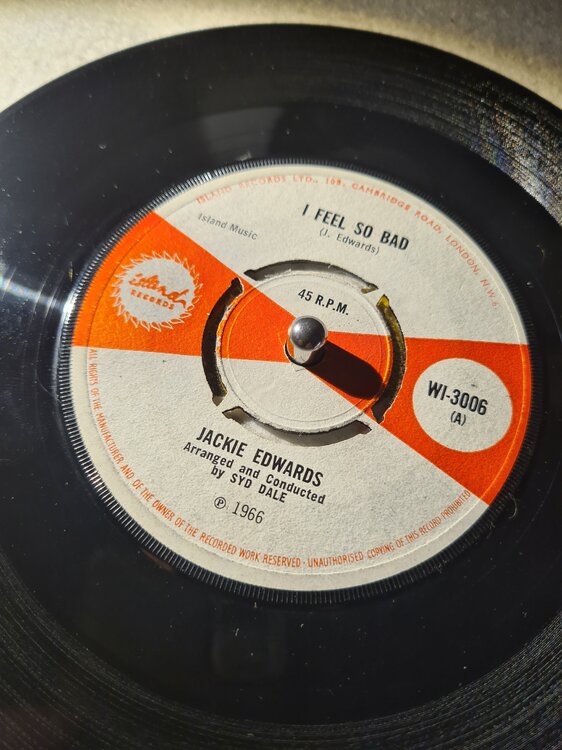 ISLAND RECORDS LTD., 108, CAMBRIDGE ROAD, LONDON, N.W.6
I FEEL SO BAD
(J. Edwards)
Island Music
45 R.P.M.
island
RECORDS
WI-3006
(A)
JACKIE EDWARDS
Arranged and Conducted
by SYD DALE
℗ 1966
ALL RIGHTS OF THE MANUFACTURER AND OF THE OWNER OF THE RECORDED WORK RESERVED · UNAUTHORISED COPYING OF THIS RECORD PROHIBITED